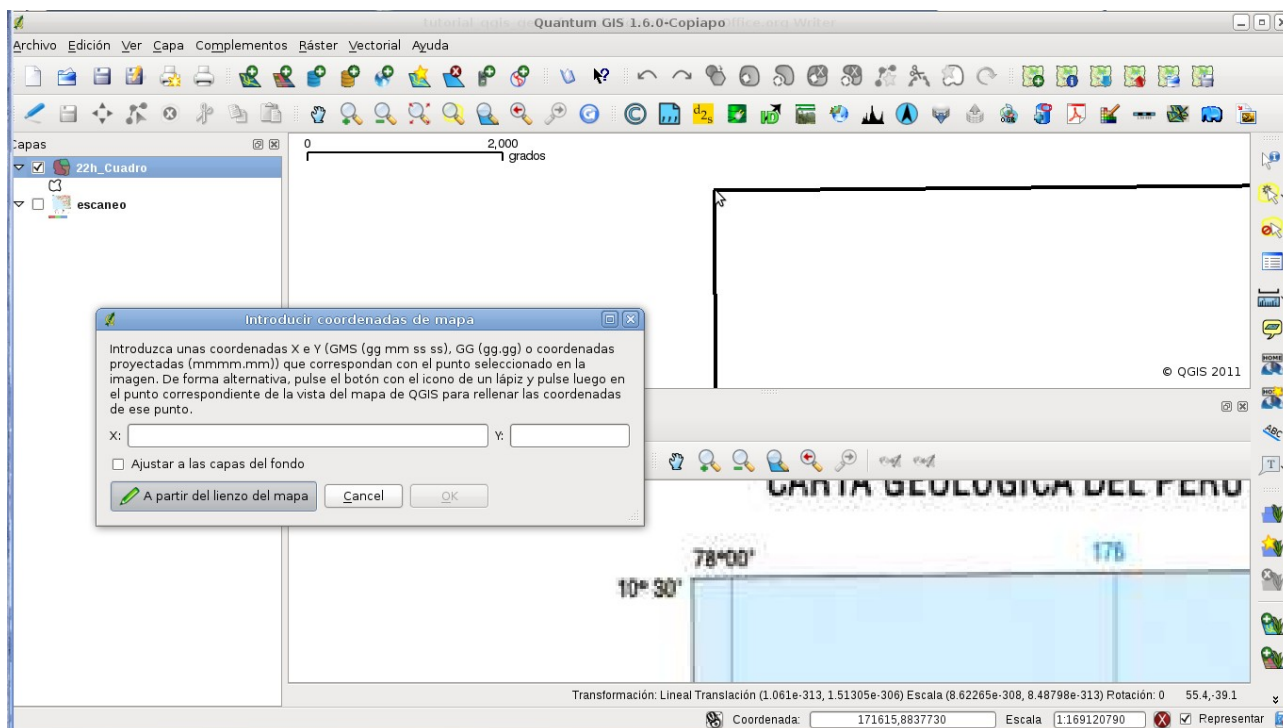 Quantum GIS 1.6.0-Copiapo
Archivo Edición Ver Capa Complementos Ráster Vectorial Ayuda
Capas
22h_Cuadro
escaneo
0 2,000
grados
© QGIS 2011
Introducir coordenadas de mapa
Introduzca unas coordenadas X e Y (GMS (gg mm ss ss), GG (gg.gg) o coordenadas
proyectadas (mmmm.mm)) que correspondan con el punto seleccionado en la
imagen. De forma alternativa, pulse el botón con el icono de un lápiz y pulse luego en
el punto correspondiente de la vista del mapa de QGIS para rellenar las coordenadas
de ese punto.
X: Y:
Ajustar a las capas del fondo
A partir del lienzo del mapa Cancel OK
CARTA GEOLOGICA DEL PERU
78°00' 176
10° 30'
Transformación: Lineal Translación (1.061e-313, 1.51305e-306) Escala (8.62265e-308, 8.48798e-313) Rotación: 0 55.4,-39.1
Coordenada: 171615,8837730 Escala 1:169120790 Representar